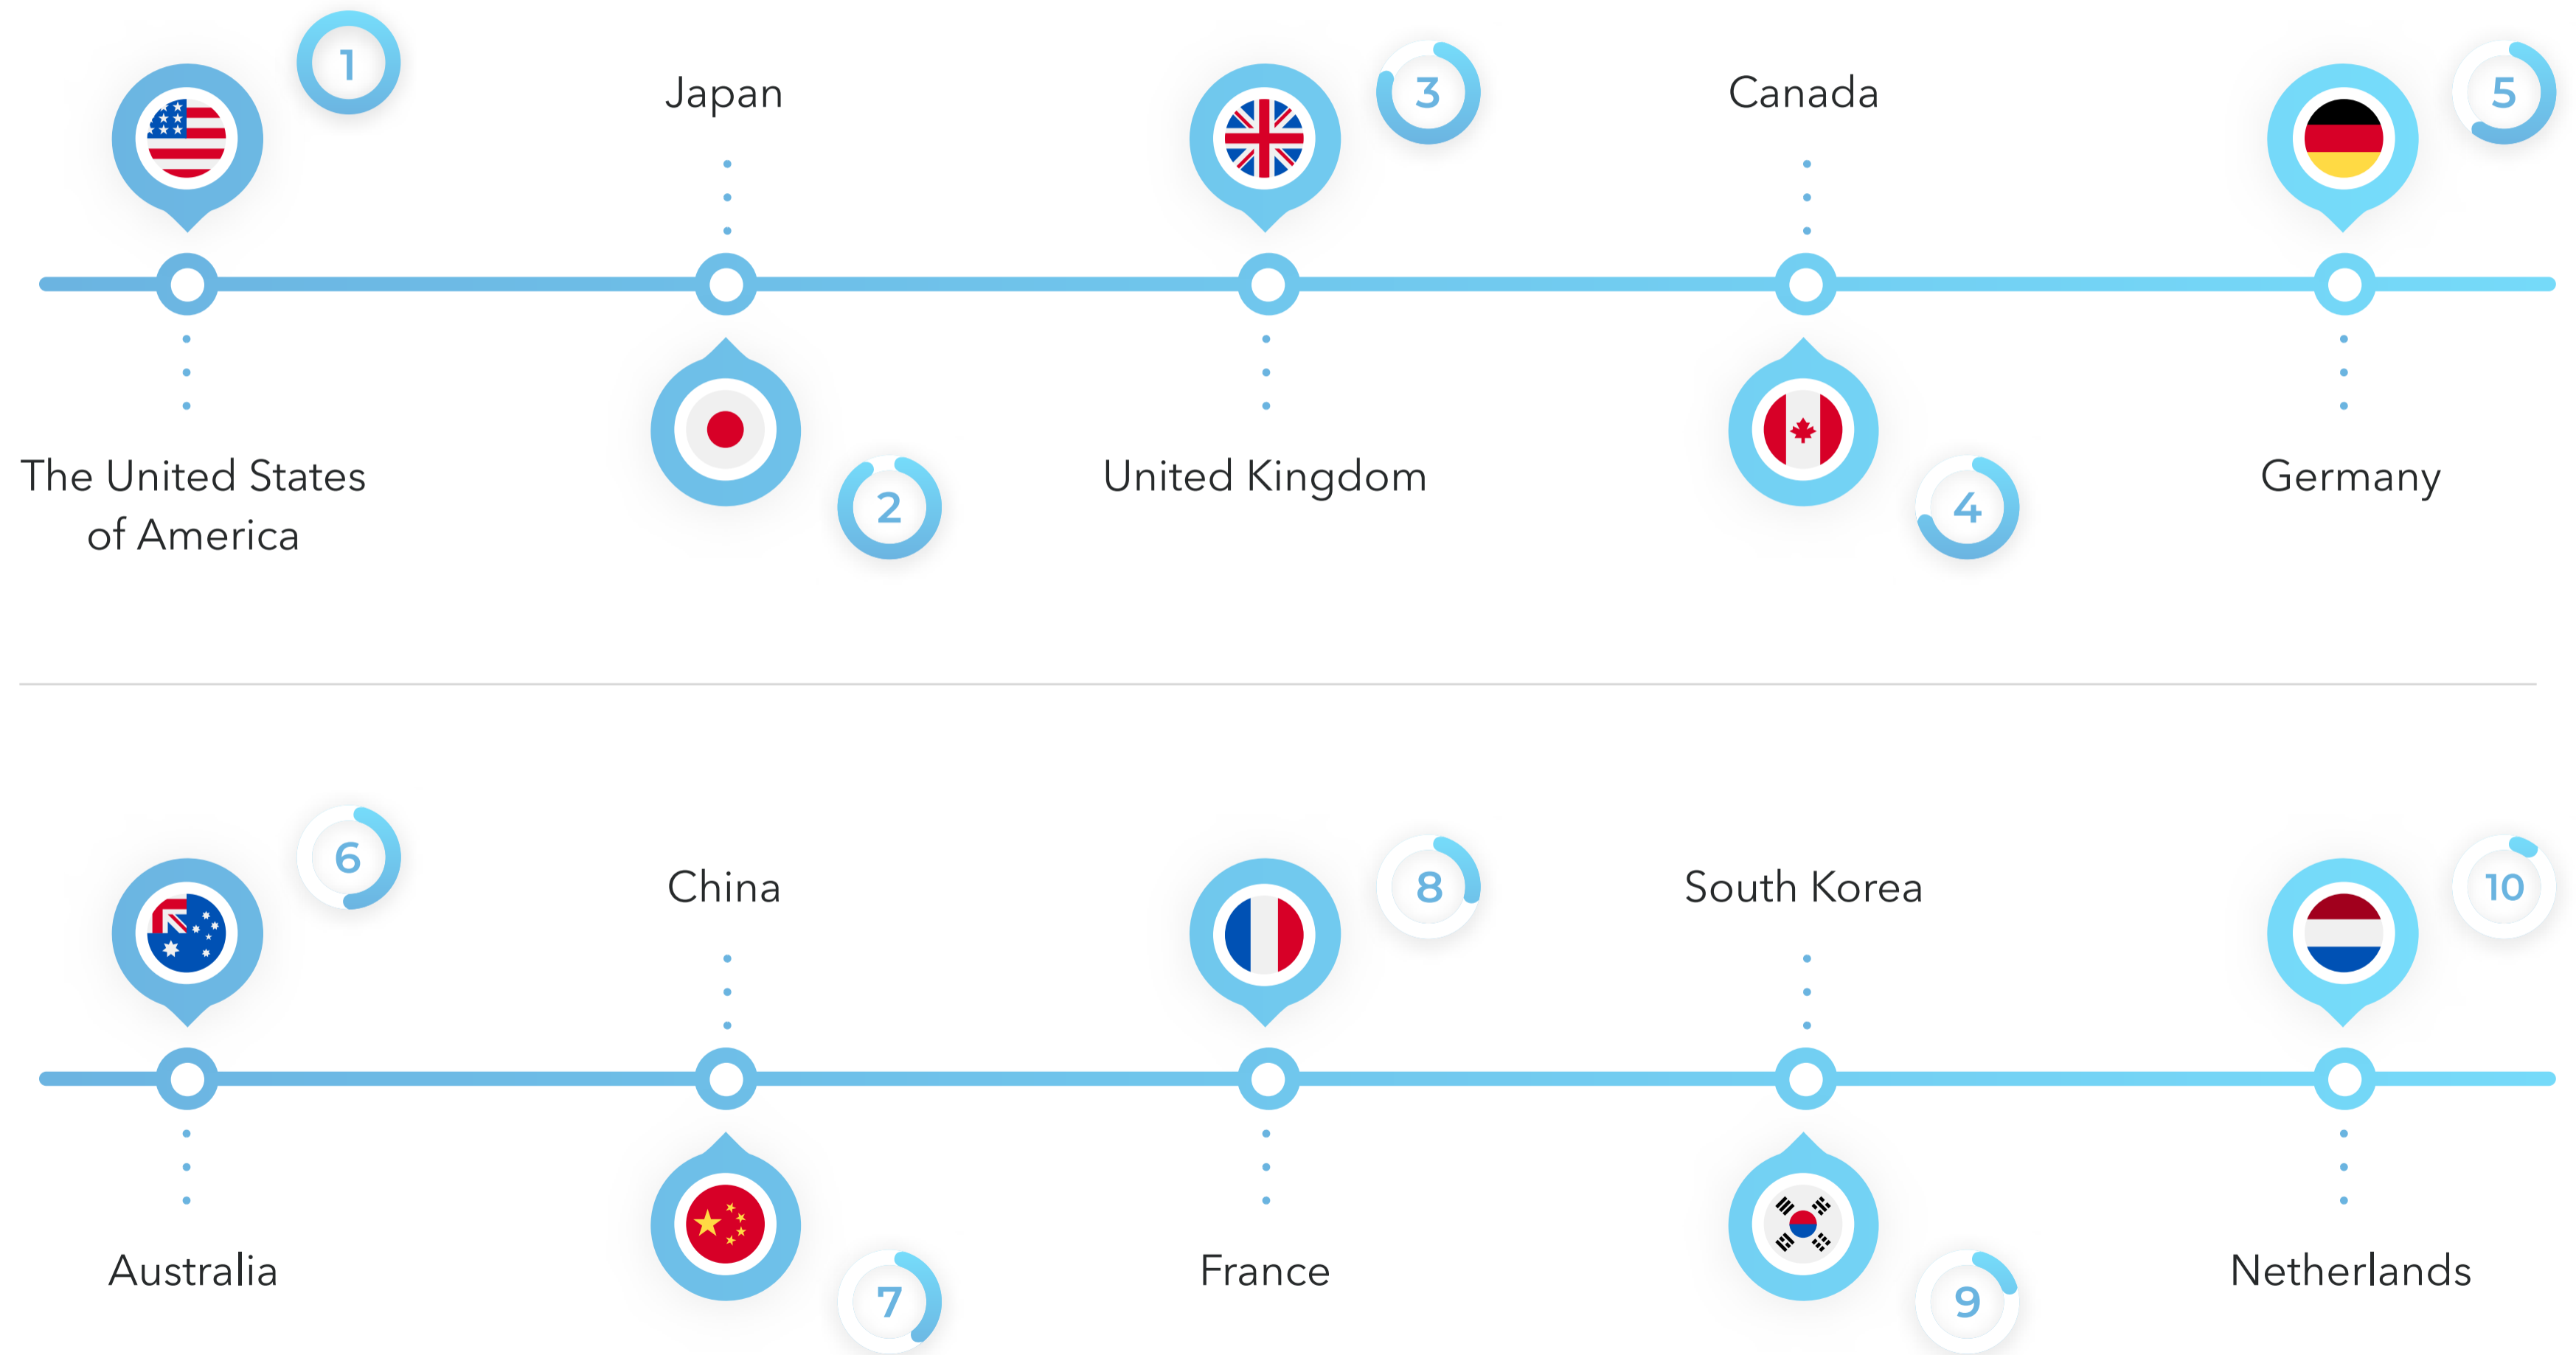 1
Japan
3
Canada
5
The United States
of America
2
United Kingdom
4
Germany
6
China
8
South Korea
10
Australia
7
France
9
Netherlands